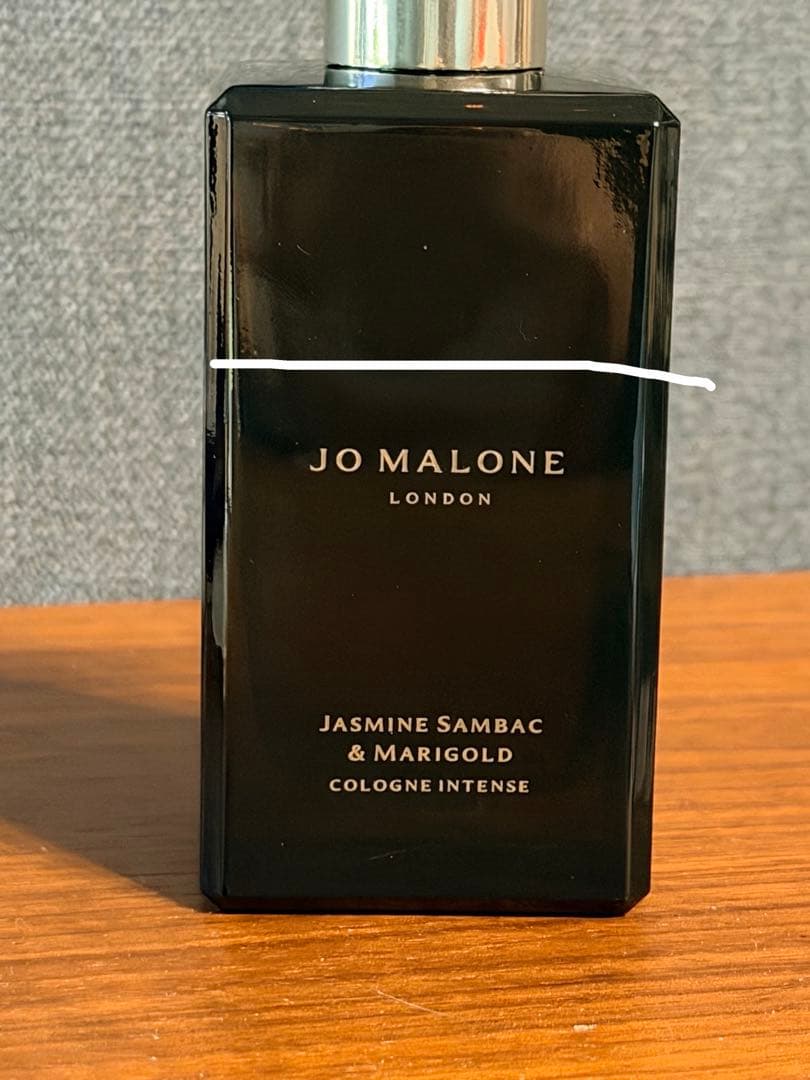 JO MALONE
LONDON
JASMINE SAMBAC
& MARIGOLD
COLOGNE INTENSE